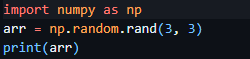 import numpy as np
arr = np.random.rand(3, 3)
print(arr)